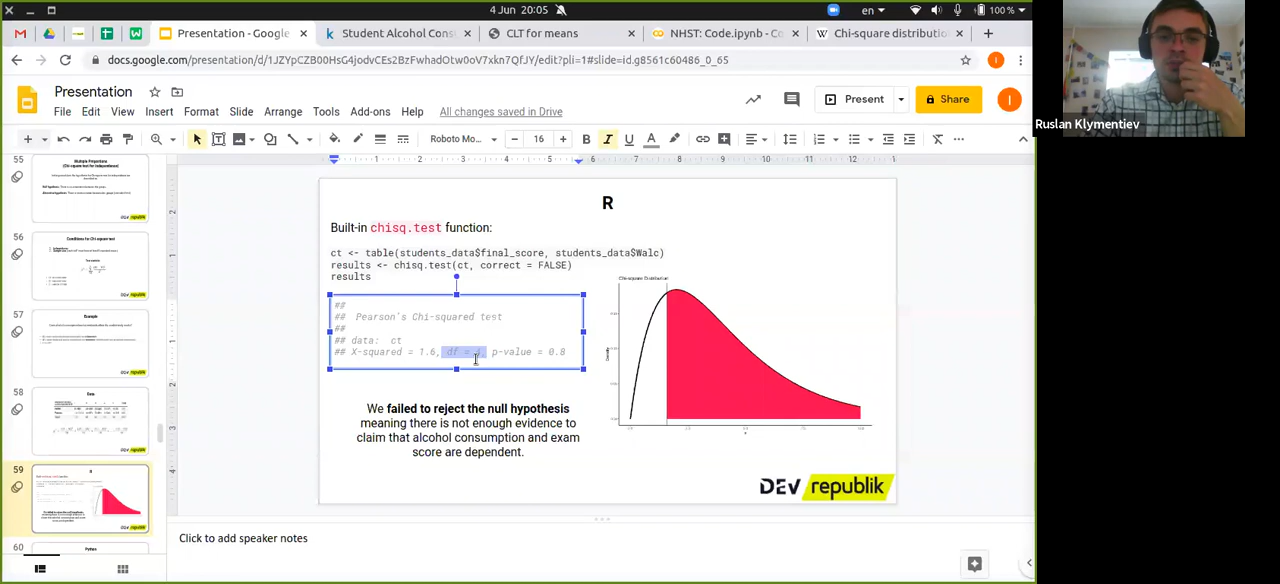 4 Jun 20:05
en
100 %
Presentation - Google
Student Alcohol Cons
CLT for means
NHST: Code.ipynb - Co
Chi-square distributio
docs.google.com/presentation/d/1JZYpCZB00HsG4jodvCEs2BzFwhadOtw0oV7xkn7QfJY/edit?pli=1#slide=id.g8561c60486_0_65
Presentation
File Edit View Insert Format Slide Arrange Tools Add-ons Help All changes saved in Drive
Present
Share
Ruslan Klymentiev
Roboto Mo...
16
55
56
57
58
59
60
R
Built-in chisq.test function:
ct <- table(students_data$final_score, students_data$Walc)
results <- chisq.test(ct, correct = FALSE)
results
##
## Pearson's Chi-squared test
##
## data: ct
## X-squared = 1.6, df = 4, p-value = 0.8
Chi-square Distribution
We failed to reject the null hypothesis
meaning there is not enough evidence to
claim that alcohol consumption and exam
score are dependent.
DEV republik
Click to add speaker notes